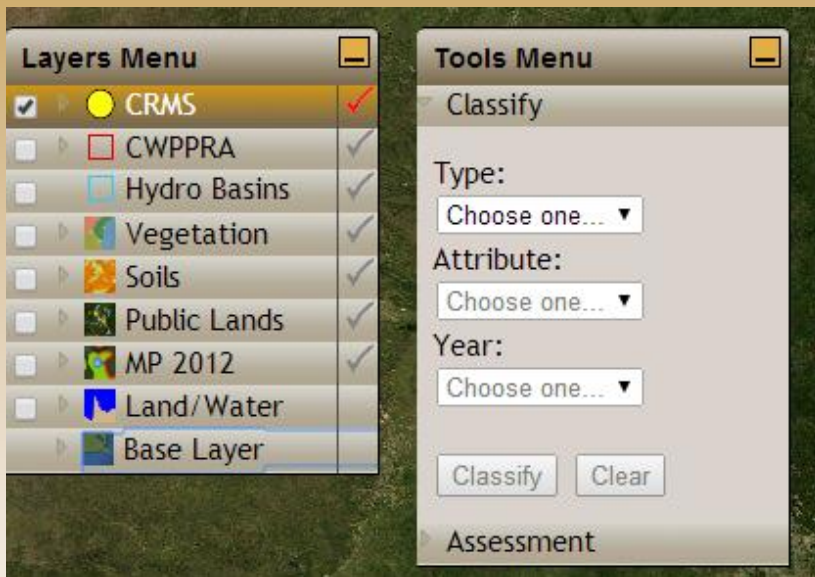 Layers Menu
CRMS
CWPPRA
Hydro Basins
Vegetation
Soils
Public Lands
MP 2012
Land/Water
Base Layer
Tools Menu
Classify
Type:
Choose one...
Attribute:
Choose one...
Year:
Choose one...
Classify Clear
Assessment